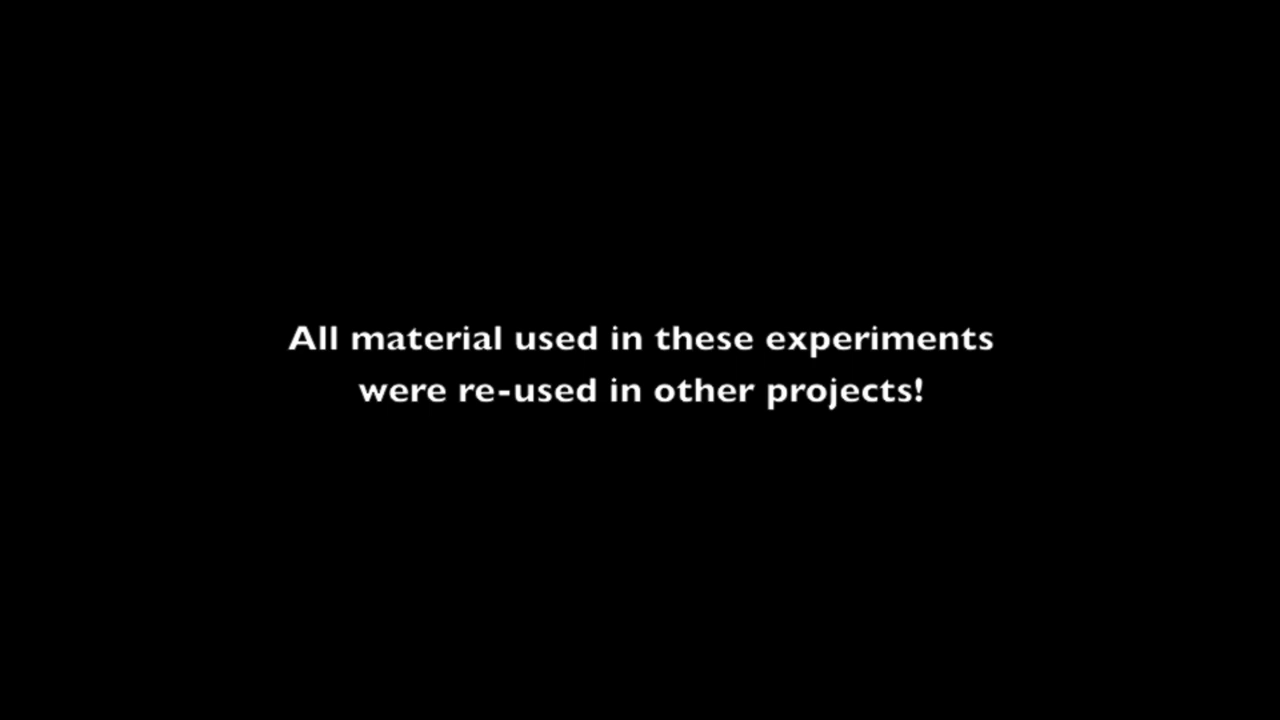 All material used in these experiments
were re-used in other projects!